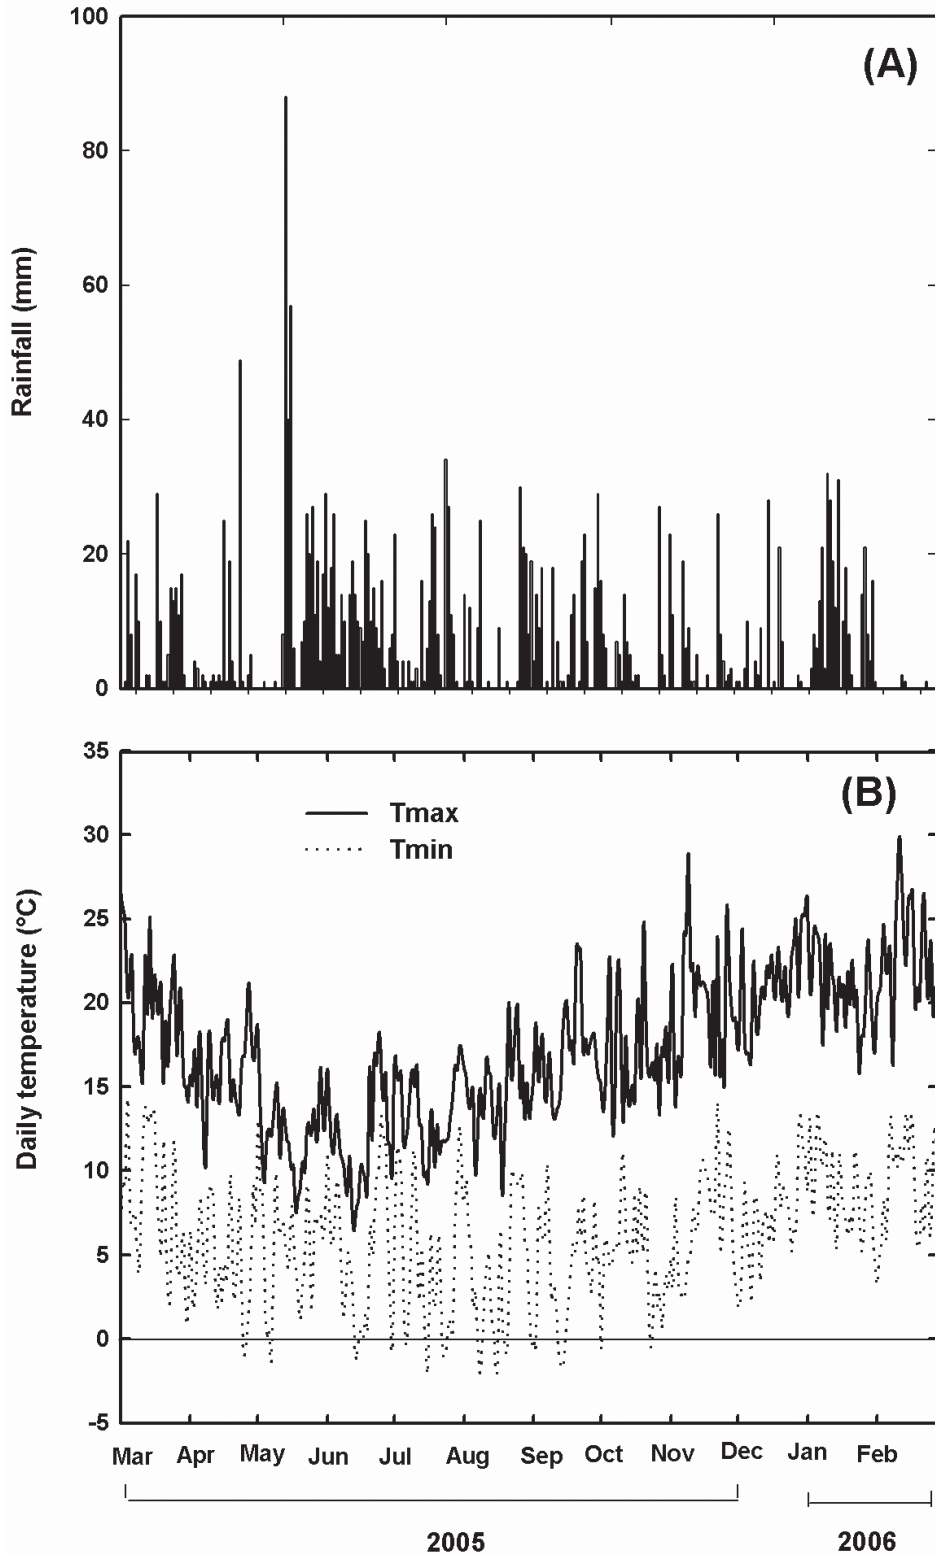 100
(A)
80
60
40
20
0
Rainfall (mm)
35
(B)
Tmax
30
Tmin
25
20
15
10
5
0
-5
Daily temperature (°C)
Mar Apr May Jun Jul Aug Sep Oct Nov Dec Jan Feb
2005 2006